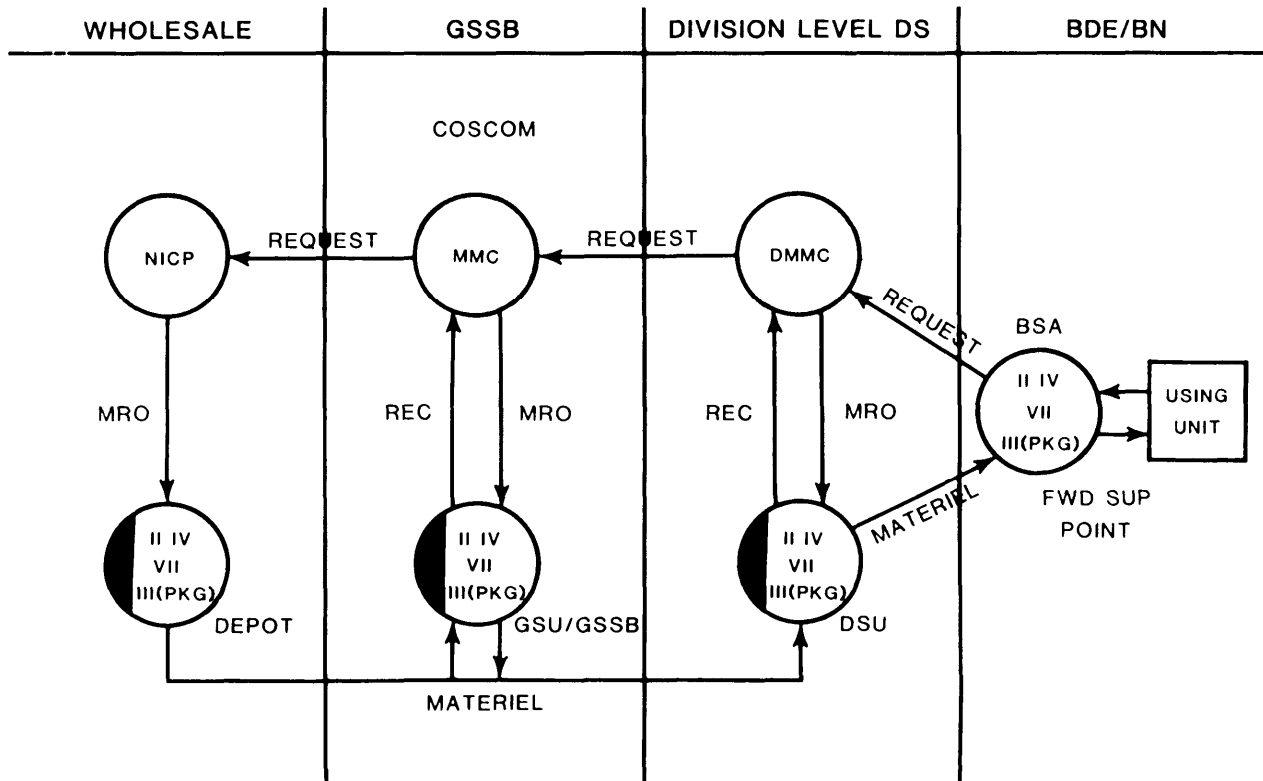 WHOLESALE
GSSB
DIVISION LEVEL DS
BDE/BN
COSCOM
NICP
REQUEST
MMC
REQUEST
DMMC
REQUEST
BSA
II IV
VII
III(PKG)
USING
UNIT
FWD SUP
POINT
MRO
REC
MRO
REC
MRO
MATERIEL
II IV
VII
III(PKG)
DEPOT
II IV
VII
III(PKG)
GSU/GSSB
II IV
VII
III(PKG)
DSU
MATERIEL